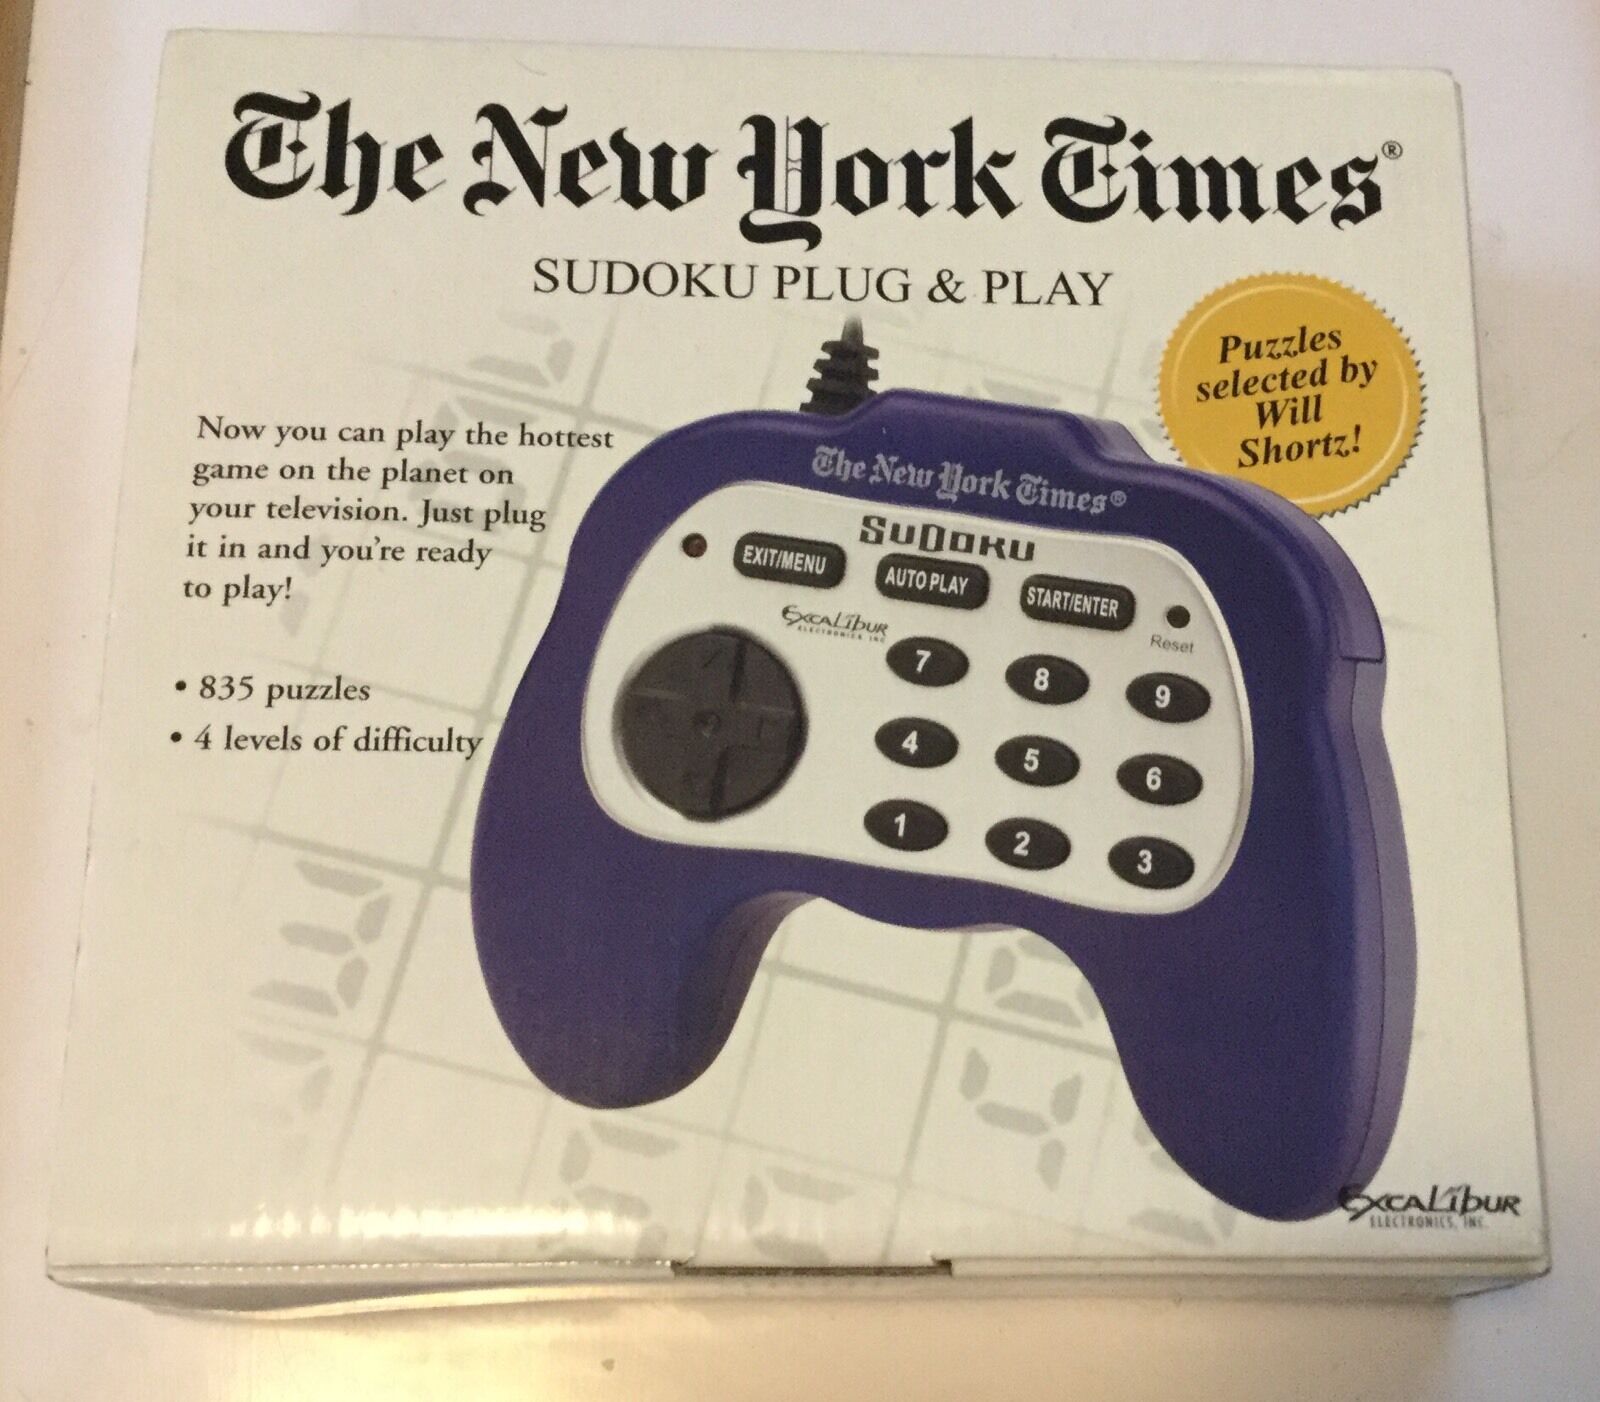 The New York Times®
SUDOKU PLUG & PLAY
Puzzles
selected by
Will
Shortz!
Now you can play the hottest
game on the planet on
your television. Just plug
it in and you're ready
to play!
• 835 puzzles
• 4 levels of difficulty
The New York Times®
SuDoKu
EXIT/MENU
AUTO PLAY
START/ENTER
Reset
EXCALIBUR
ELECTRONICS, INC.
7 8 9
4 5 6
1 2 3
EXCALIBUR
ELECTRONICS, INC.